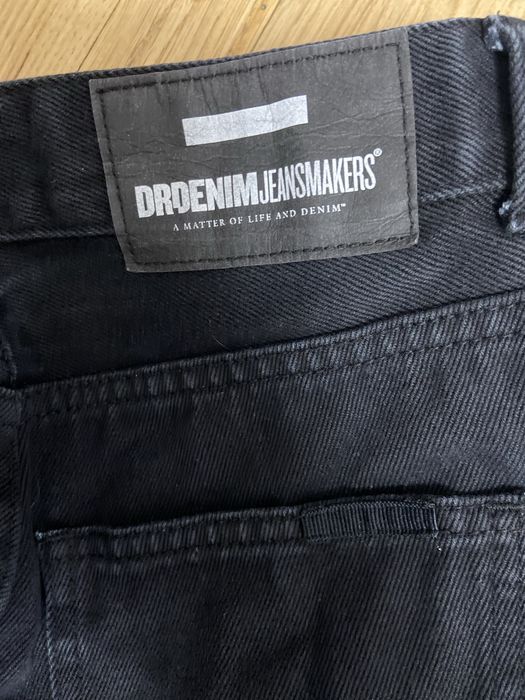 DRDENIMJEANSMAKERS®
A MATTER OF LIFE AND DENIM™